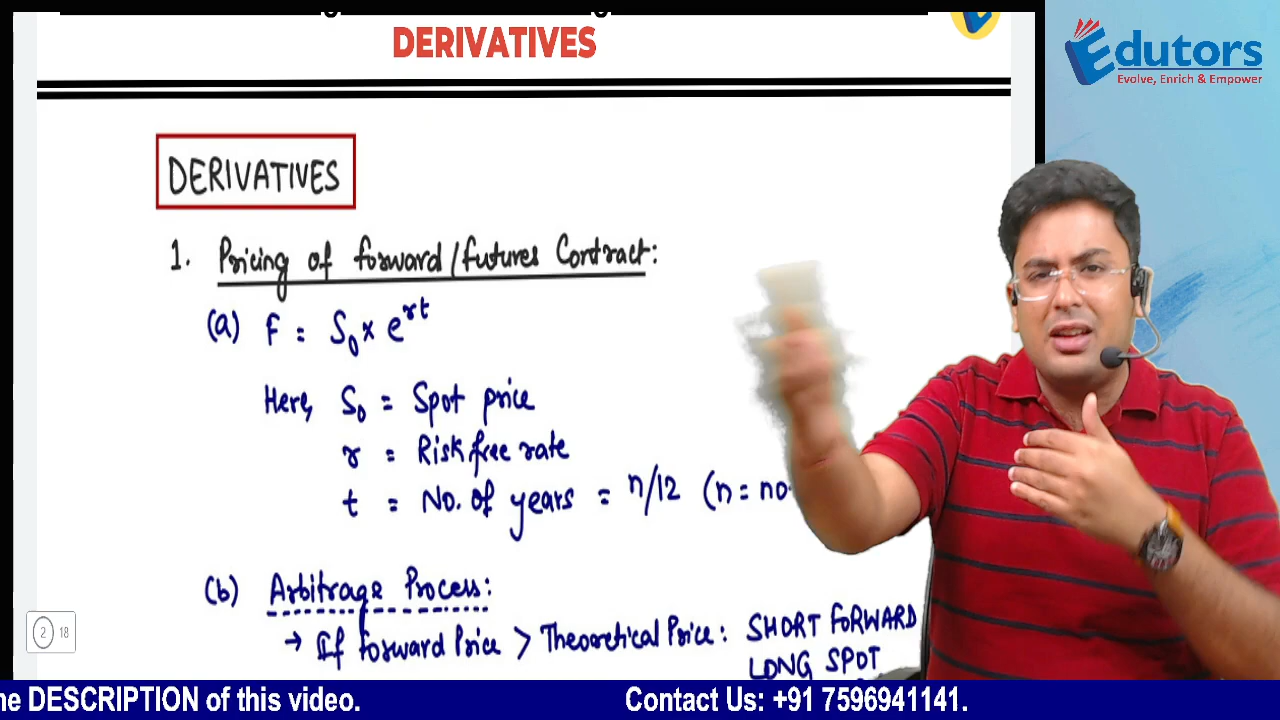 DERIVATIVES
Edutors
Evolve, Enrich & Empower
DERIVATIVES
1. Pricing of forward/futures Contract:
(a) F = S₀ × e^rt
Here, S₀ = Spot price
r = Risk free rate
t = No. of years = n/12 (n = no.
(b) Arbitrage Process:
→ If forward Price > Theoretical Price: SHORT FORWARD
LONG SPOT
2 18
DESCRIPTION of this video. Contact Us: +91 7596941141.